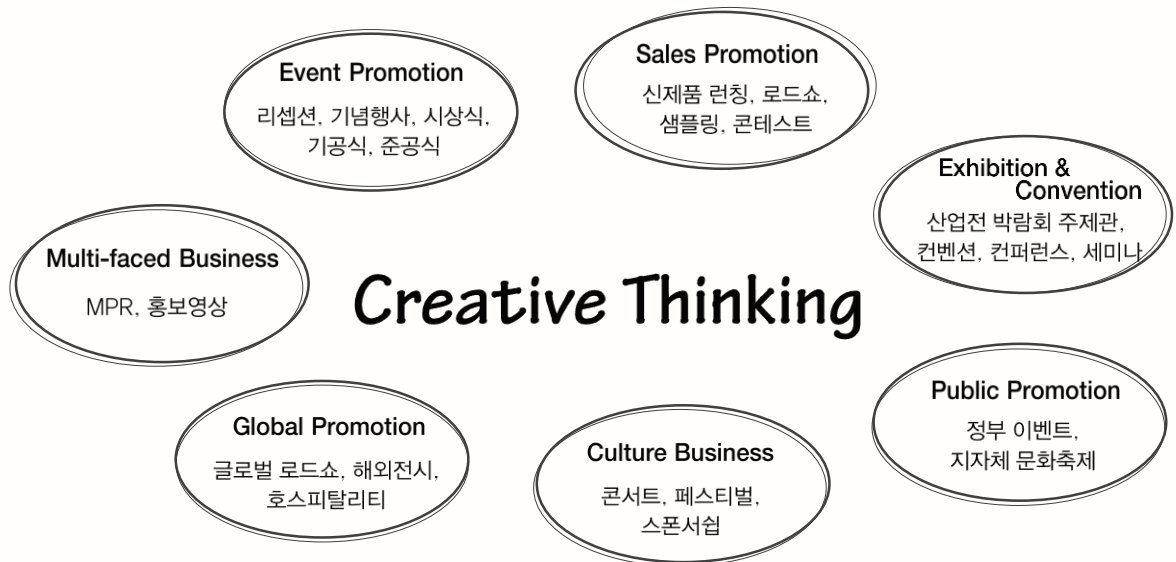 Event Promotion
리셉션, 기념행사, 시상식,
기공식, 준공식
Sales Promotion
신제품 런칭, 로드쇼,
샘플링, 콘테스트
Exhibition &
Convention
산업전 박람회 주제관,
컨벤션, 컨퍼런스, 세미나
Multi-faced Business
MPR, 홍보영상
Creative Thinking
Public Promotion
정부 이벤트,
지자체 문화축제
Global Promotion
글로벌 로드쇼, 해외전시,
호스피탈리티
Culture Business
콘서트, 페스티벌,
스폰서쉽